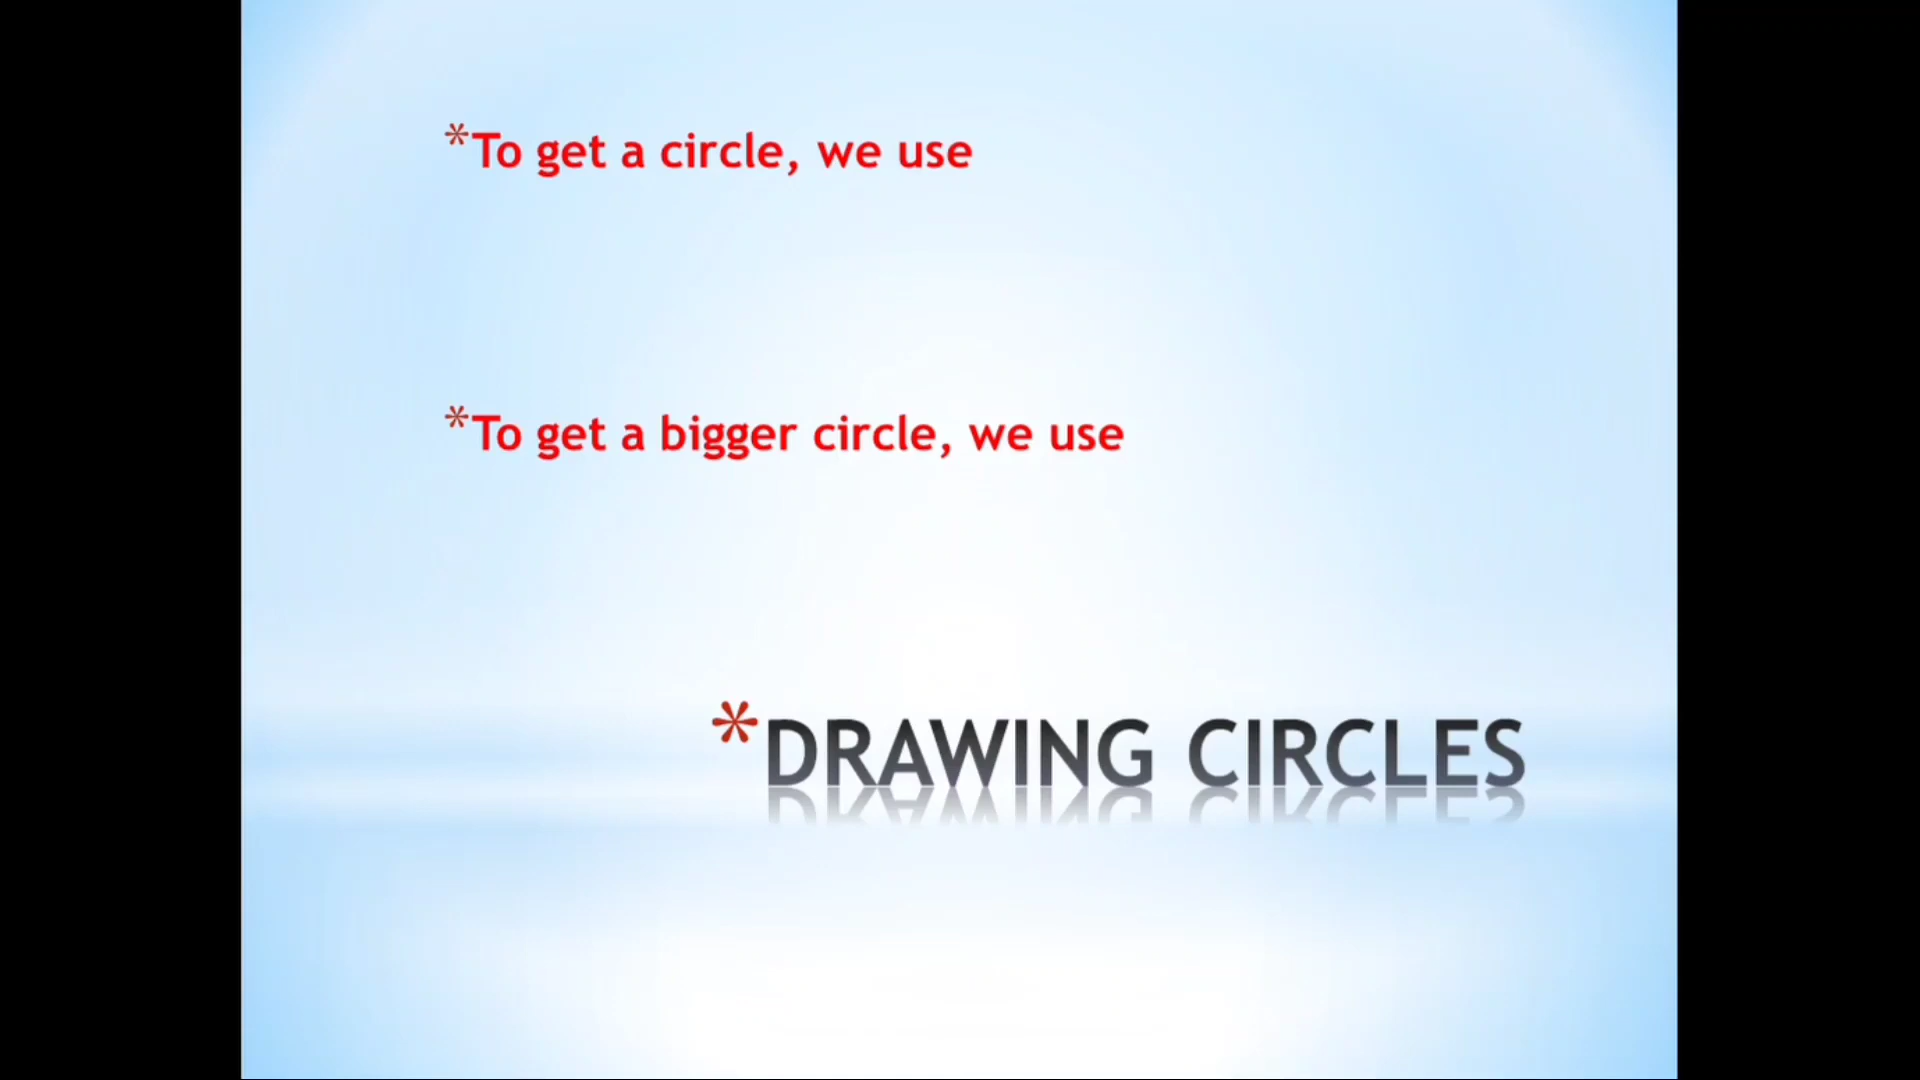 *To get a circle, we use
*To get a bigger circle, we use
*DRAWING CIRCLES